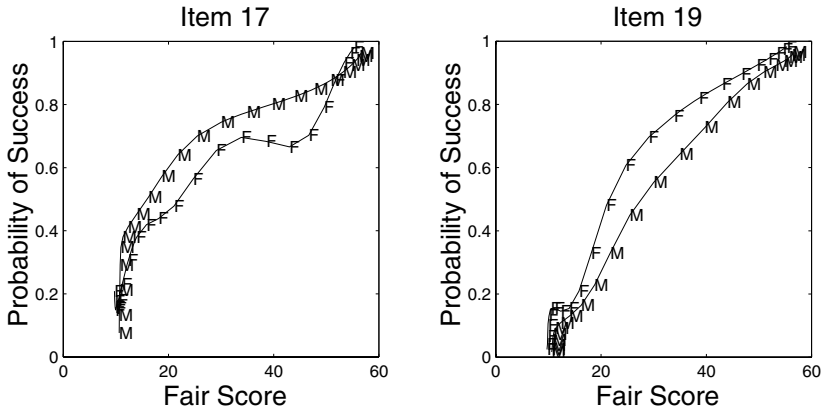 Item 17
1
0.8
0.6
0.4
0.2
0
0 20 40 60
Probability of Success
Fair Score
M M M M M M M M M M M M M M M
F F F F F F F F F F F F F
Item 19
1
0.8
0.6
0.4
0.2
0
0 20 40 60
Probability of Success
Fair Score
F F F F F F F F F F F F F
M M M M M M M M M M M M M